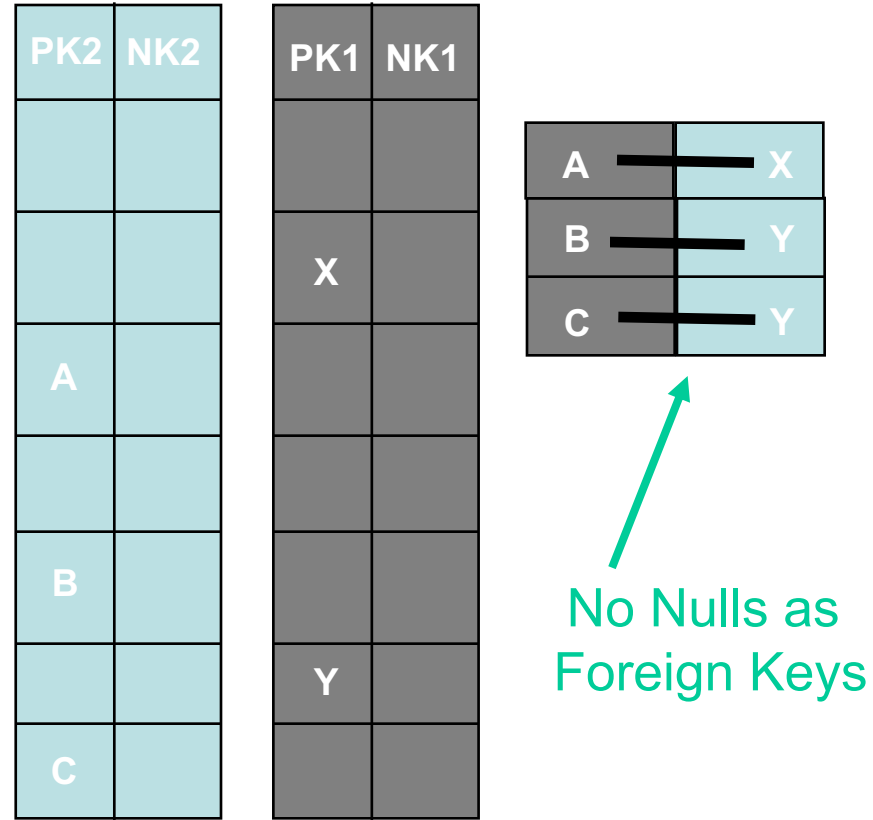 PK2 NK2
A
B
C
PK1 NK1
X
Y
A X
B Y
C Y
No Nulls as
Foreign Keys